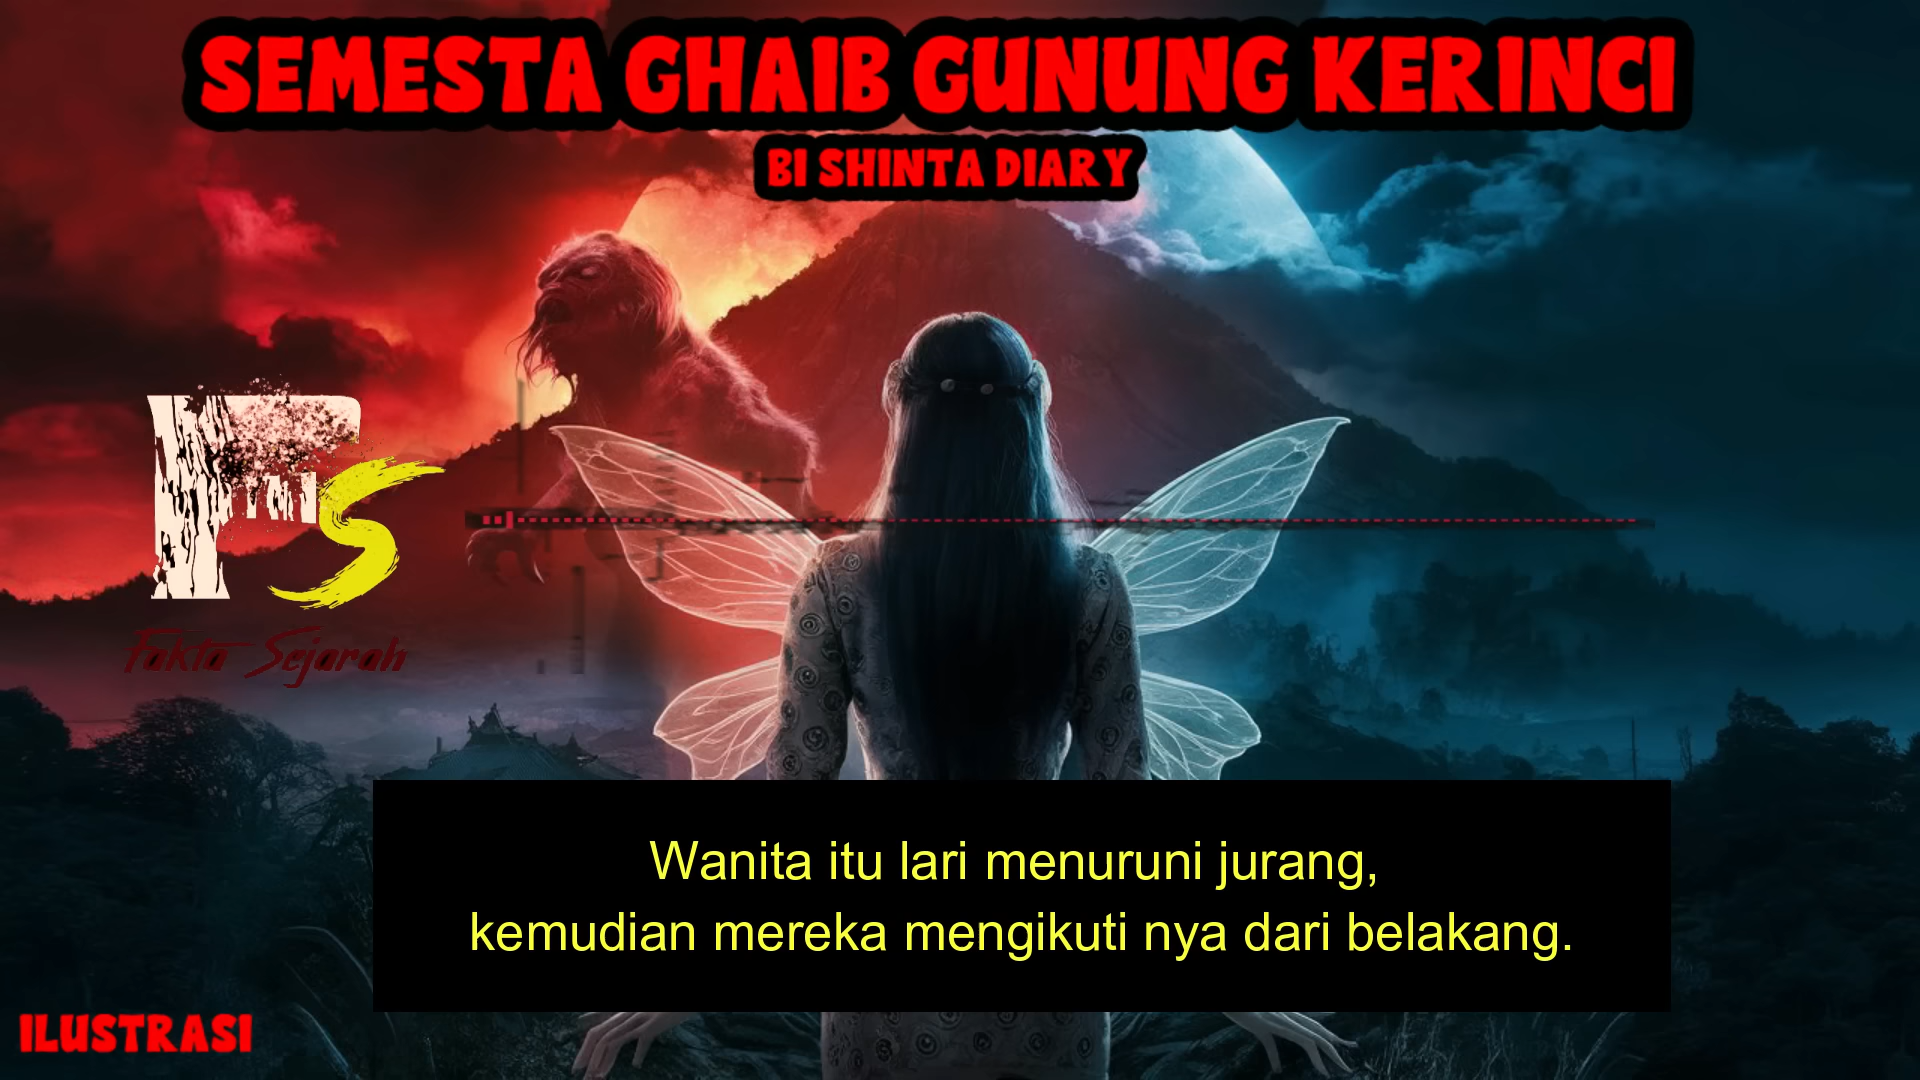 SEMESTA GHAIB GUNUNG KERINCI
BI SHINTA DIARY
FS
Fakta Sejarah
Wanita itu lari menuruni jurang,
kemudian mereka mengikuti nya dari belakang.
ILUSTRASI